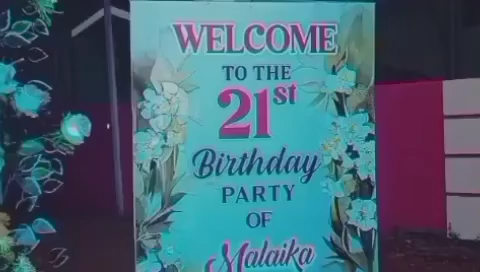 WELCOME
TO THE
21st
Birthday
PARTY
OF
Malaika